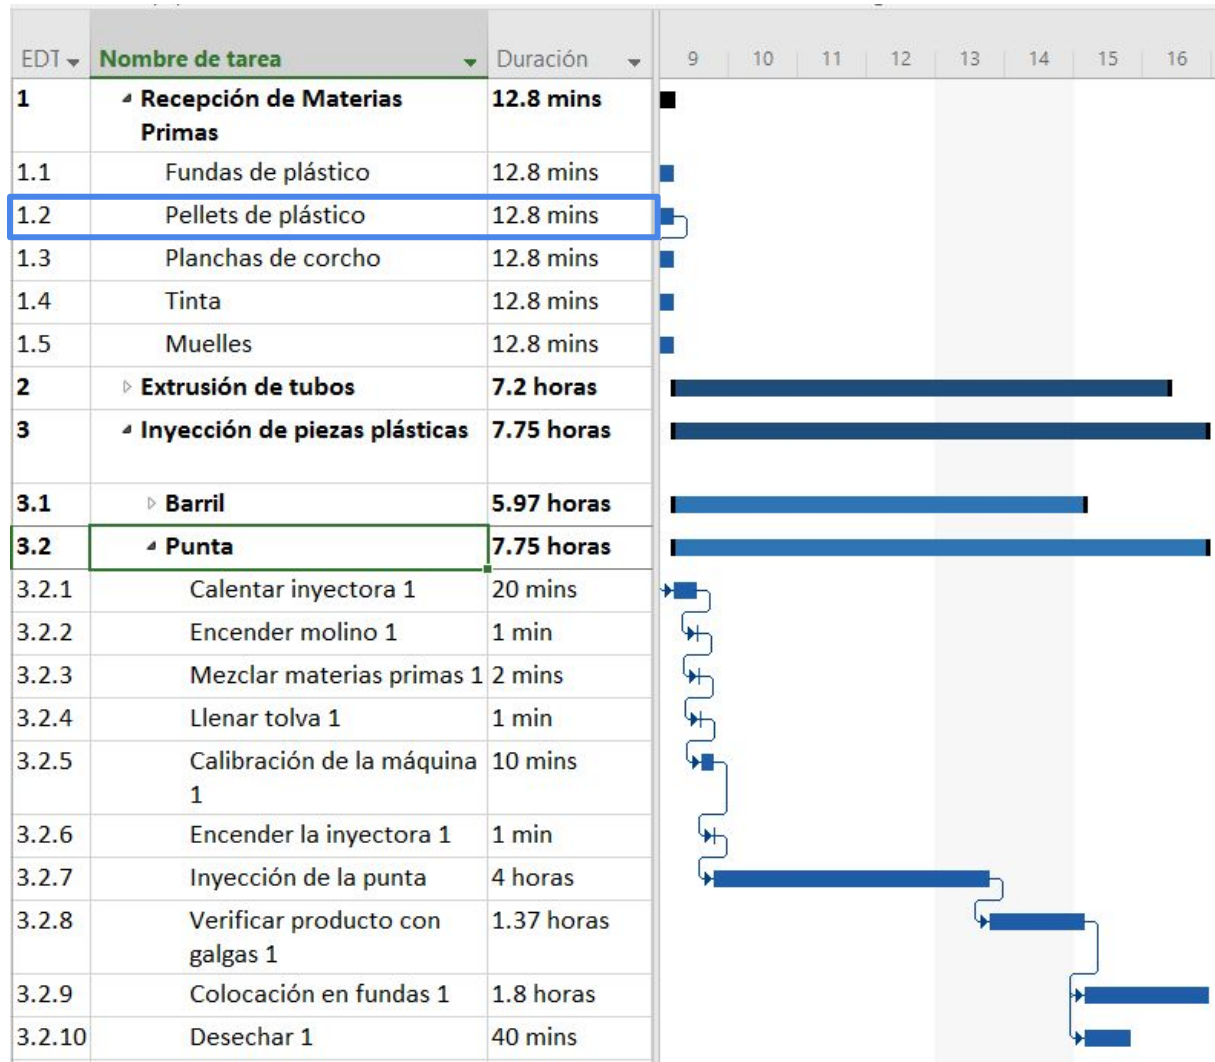 EDT Nombre de tarea Duración 9 10 11 12 13 14 15 16
1 Recepción de Materias 12.8 mins
Primas
1.1 Fundas de plástico 12.8 mins
1.2 Pellets de plástico 12.8 mins
1.3 Planchas de corcho 12.8 mins
1.4 Tinta 12.8 mins
1.5 Muelles 12.8 mins
2 Extrusión de tubos 7.2 horas
3 Inyección de piezas plásticas 7.75 horas
3.1 Barril 5.97 horas
3.2 Punta 7.75 horas
3.2.1 Calentar inyectora 1 20 mins
3.2.2 Encender molino 1 1 min
3.2.3 Mezclar materias primas 1 2 mins
3.2.4 Llenar tolva 1 1 min
3.2.5 Calibración de la máquina 10 mins
1
3.2.6 Encender la inyectora 1 1 min
3.2.7 Inyección de la punta 4 horas
3.2.8 Verificar producto con 1.37 horas
galgas 1
3.2.9 Colocación en fundas 1 1.8 horas
3.2.10 Desechar 1 40 mins